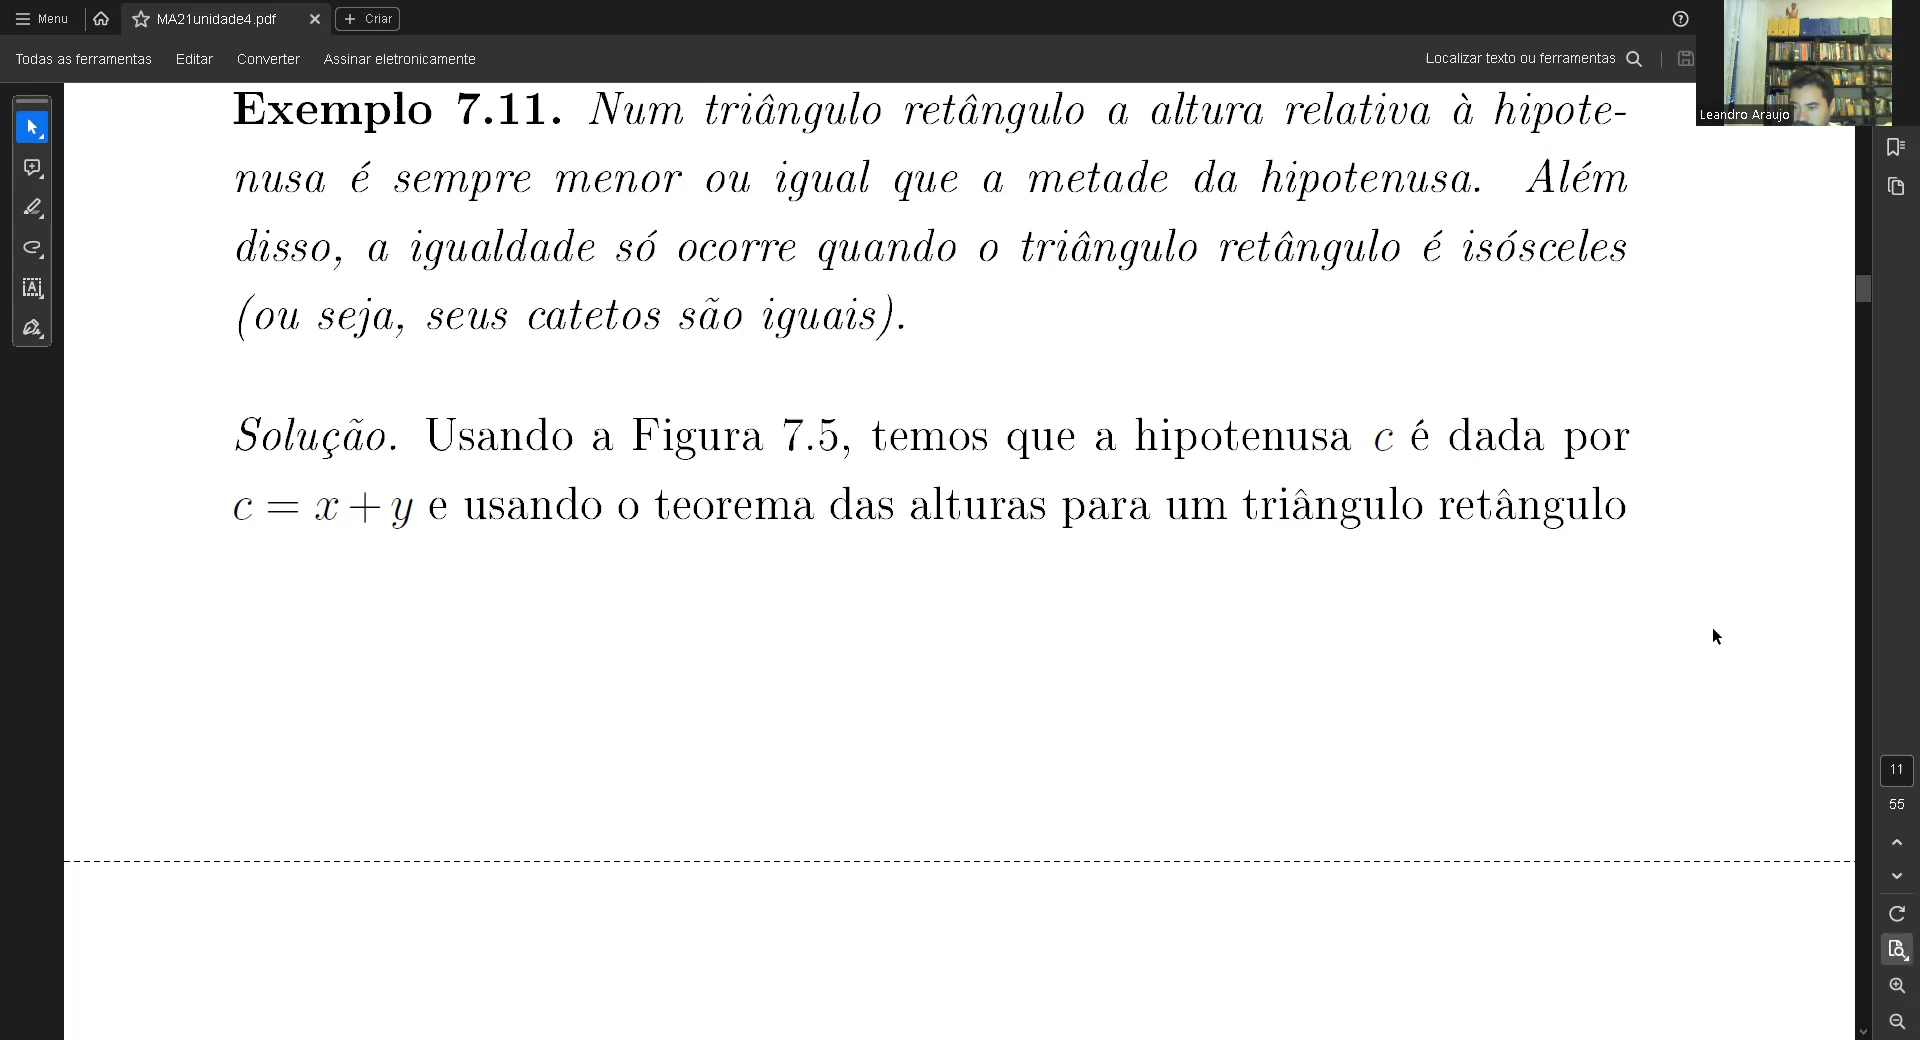 Menu
MA21unidade4.pdf
Criar
Todas as ferramentas
Editar
Converter
Assinar eletronicamente
Localizar texto ou ferramentas
Leandro Araujo
Exemplo 7.11. Num triângulo retângulo a altura relativa à hipote-
nusa é sempre menor ou igual que a metade da hipotenusa. Além
disso, a igualdade só ocorre quando o triângulo retângulo é isósceles
(ou seja, seus catetos são iguais).
Solução. Usando a Figura 7.5, temos que a hipotenusa c é dada por
c = x + y e usando o teorema das alturas para um triângulo retângulo
11
55